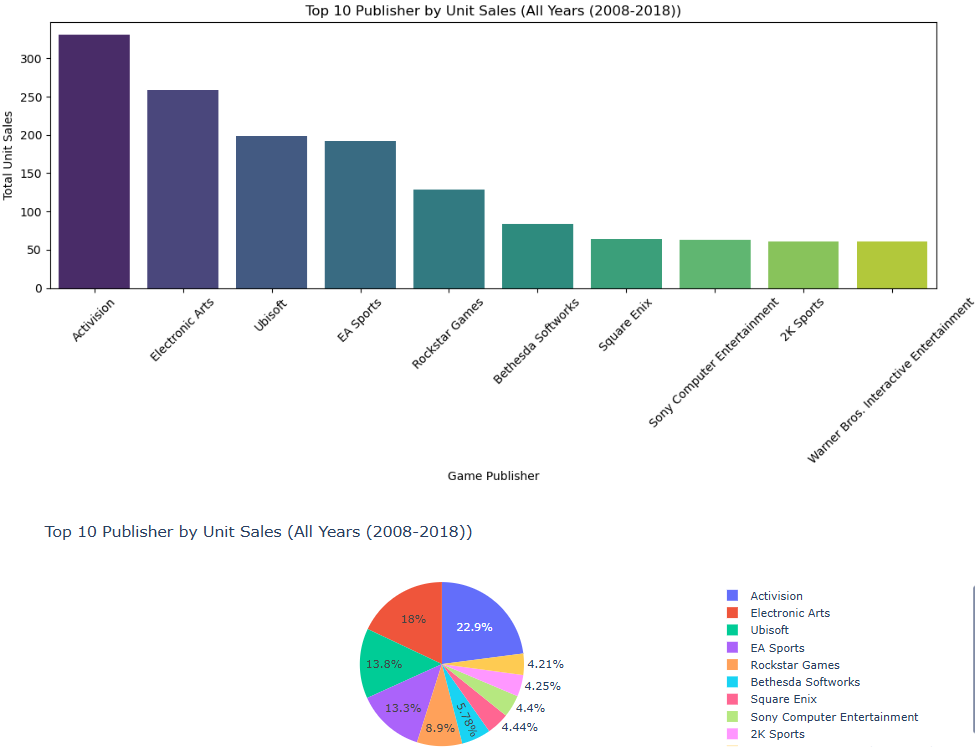 Top 10 Publisher by Unit Sales (All Years (2008-2018))
Total Unit Sales
300
250
200
150
100
50
0
Activision
Electronic Arts
Ubisoft
EA Sports
Rockstar Games
Bethesda Softworks
Square Enix
Sony Computer Entertainment
2K Sports
Warner Bros. Interactive Entertainment
Game Publisher
Top 10 Publisher by Unit Sales (All Years (2008-2018))
22.9%
18%
13.8%
13.3%
8.9%
5.78%
4.44%
4.4%
4.25%
4.21%
Activision
Electronic Arts
Ubisoft
EA Sports
Rockstar Games
Bethesda Softworks
Square Enix
Sony Computer Entertainment
2K Sports